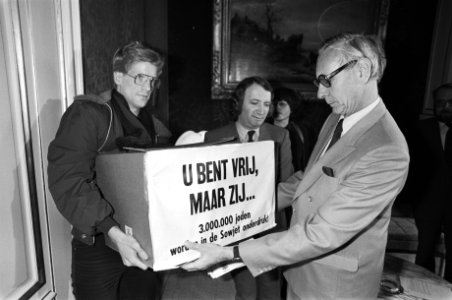 U BENT VRIJ,
MAAR ZIJ...
3.000.000 joden
worden in de Sowjet onderdrukt